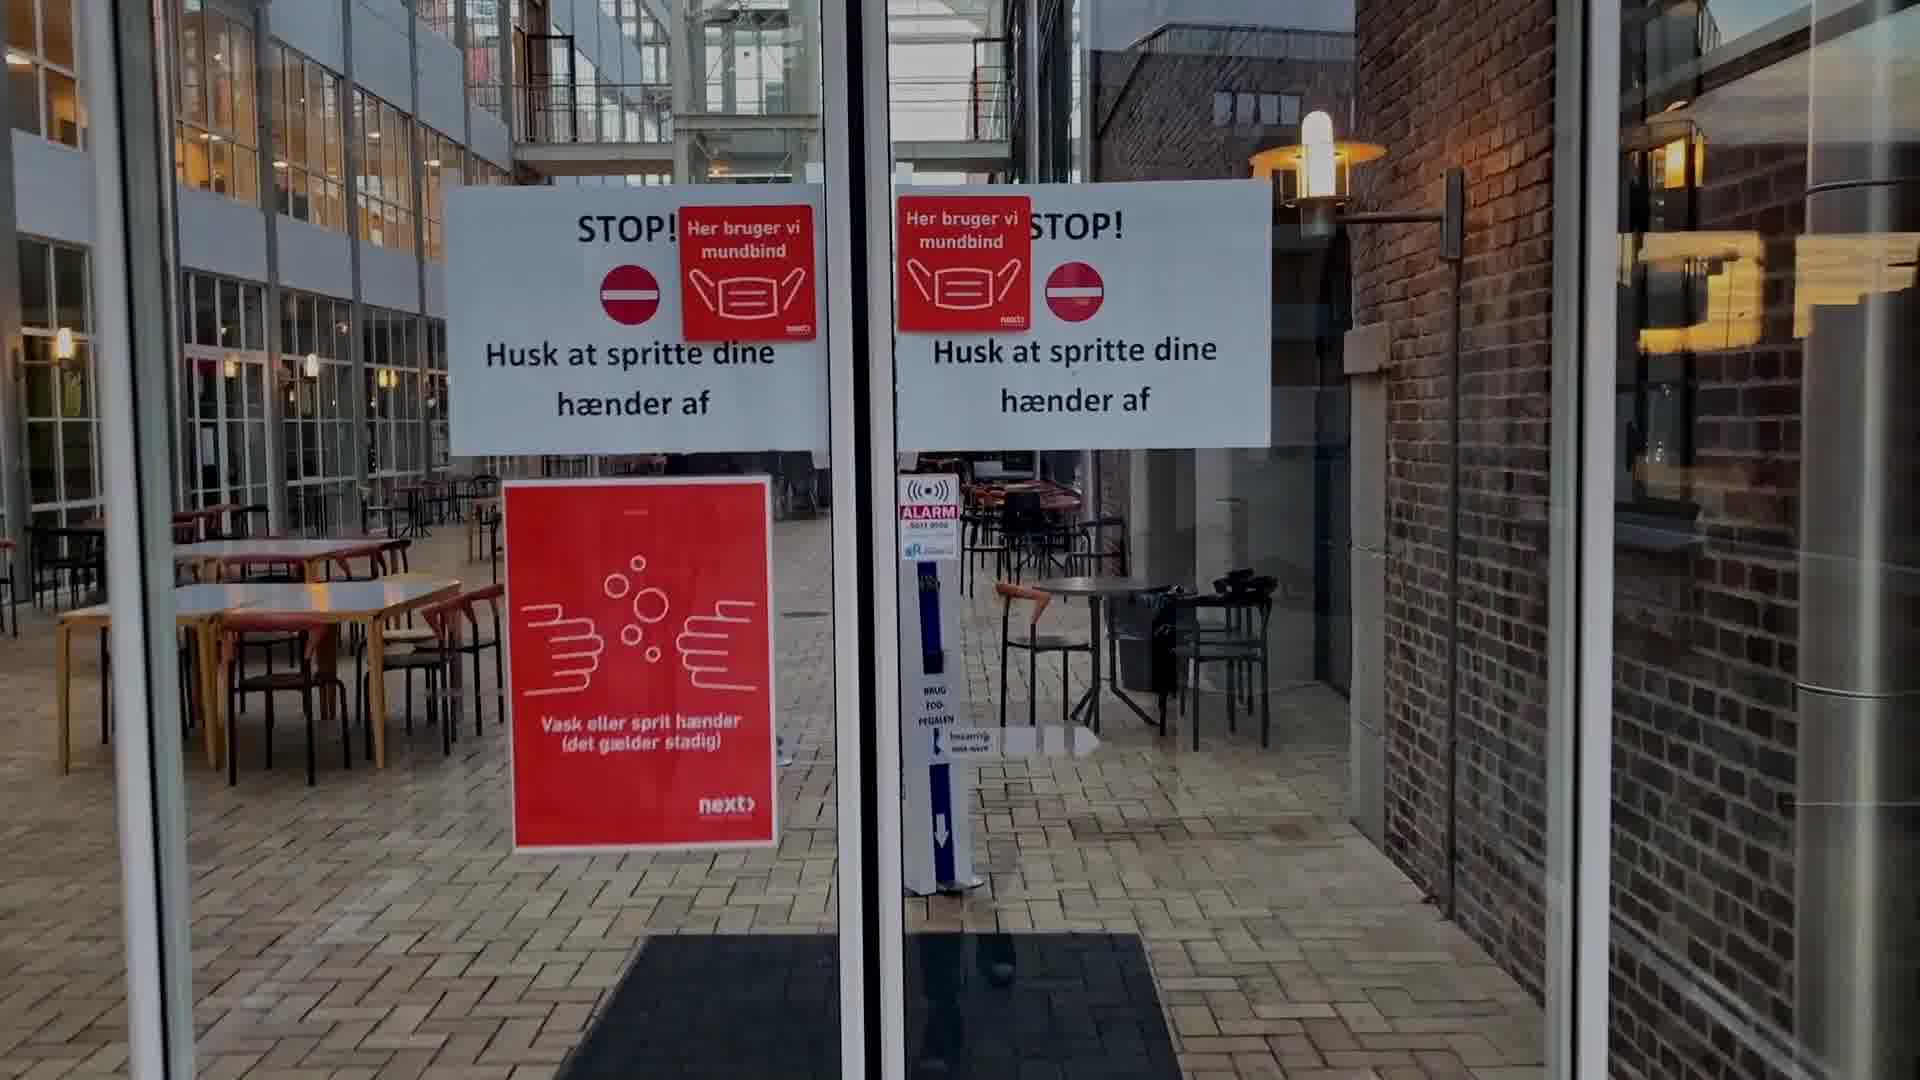 STOP!
Her bruger vi
mundbind
next>
Husk at spritte dine
hænder af
Her bruger vi
mundbind
next>
STOP!
Husk at spritte dine
hænder af
Vask eller sprit hænder
(det gælder stadig)
next>
ALARM
BRUG
FOD-
PEDALEN